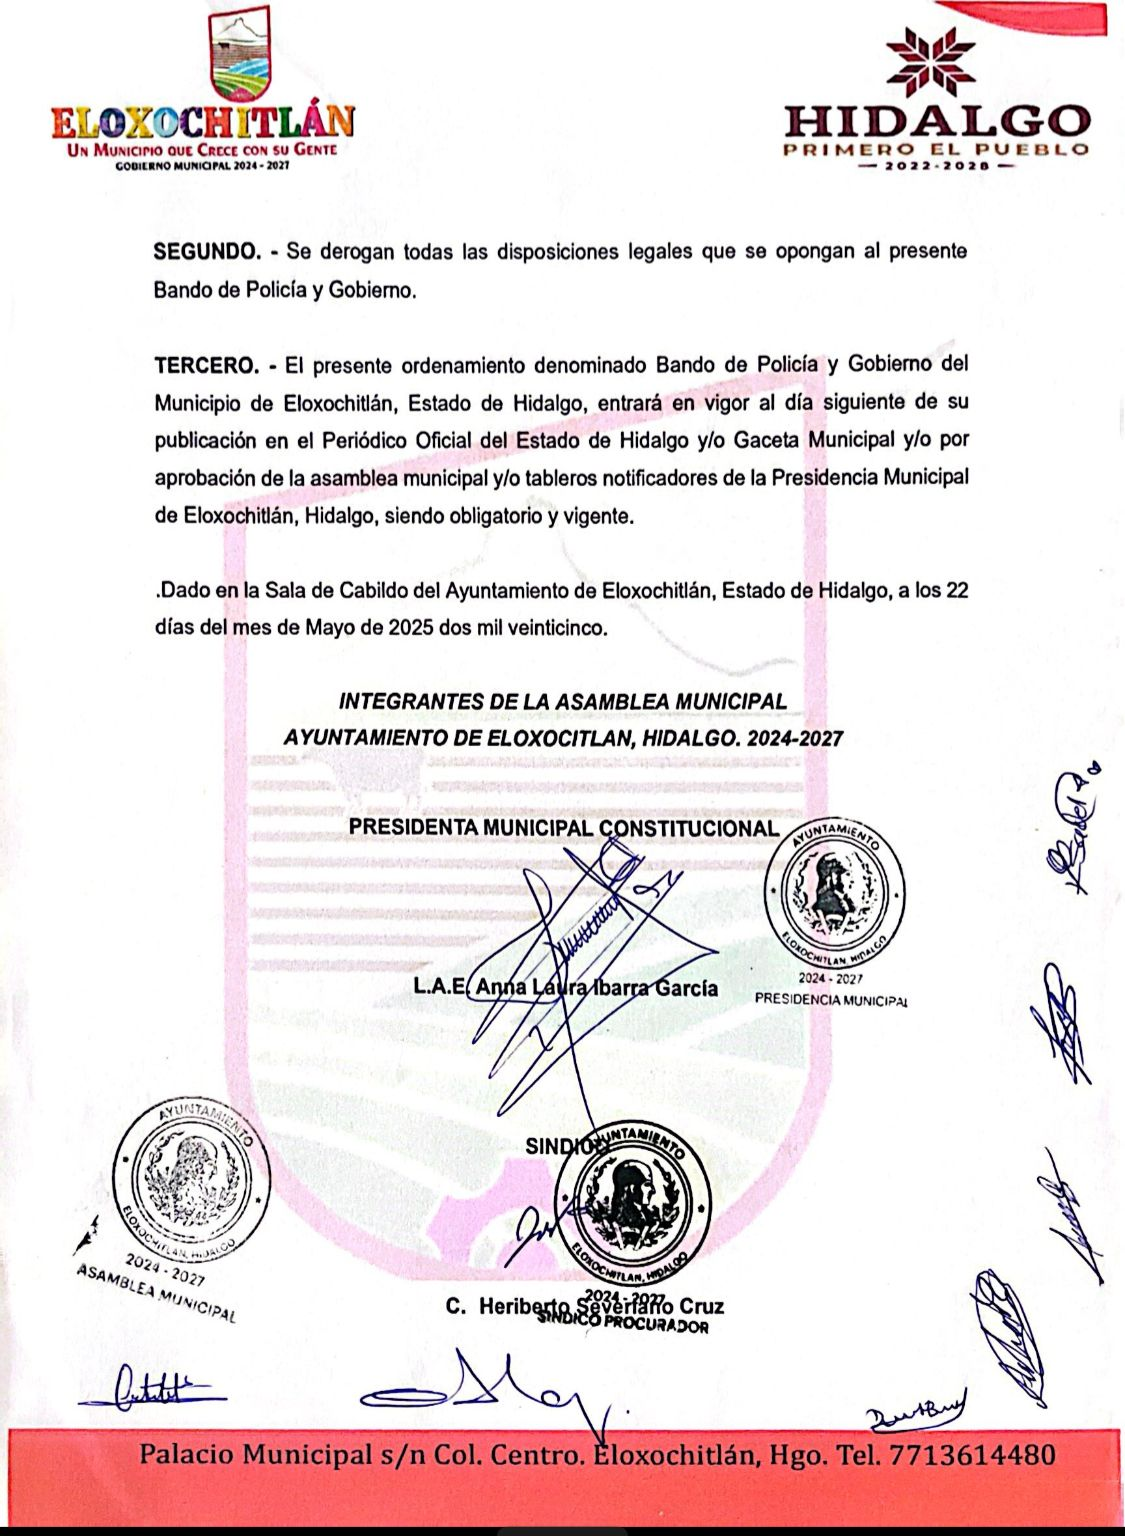 ELOXOCHITLÁN
UN MUNICIPIO QUE CRECE CON SU GENTE
GOBIERNO MUNICIPAL 2024 - 2027
HIDALGO
PRIMERO EL PUEBLO
2022-2028
SEGUNDO. - Se derogan todas las disposiciones legales que se opongan al presente
Bando de Policía y Gobierno.
TERCERO. - El presente ordenamiento denominado Bando de Policía y Gobierno del
Municipio de Eloxochitlán, Estado de Hidalgo, entrará en vigor al día siguiente de su
publicación en el Periódico Oficial del Estado de Hidalgo y/o Gaceta Municipal y/o por
aprobación de la asamblea municipal y/o tableros notificadores de la Presidencia Municipal
de Eloxochitlán, Hidalgo, siendo obligatorio y vigente.
.Dado en la Sala de Cabildo del Ayuntamiento de Eloxochitlán, Estado de Hidalgo, a los 22
días del mes de Mayo de 2025 dos mil veinticinco.
INTEGRANTES DE LA ASAMBLEA MUNICIPAL
AYUNTAMIENTO DE ELOXOCITLAN, HIDALGO. 2024-2027
PRESIDENTA MUNICIPAL CONSTITUCIONAL
AYUNTAMIENTO
ELOXOCHITLAN, HIDALGO
2024 - 2027
PRESIDENCIA MUNICIPAL
L.A.E. Anna Laura Ibarra García
AYUNTAMIENTO
ELOXOCHITLAN, HIDALGO
2024 - 2027
ASAMBLEA MUNICIPAL
AYUNTAMIENTO
ELOXOCHITLAN, HIDALGO
2024 - 2027
SINDICO PROCURADOR
C. Heriberto Severiano Cruz
Palacio Municipal s/n Col. Centro. Eloxochitlán, Hgo. Tel. 7713614480